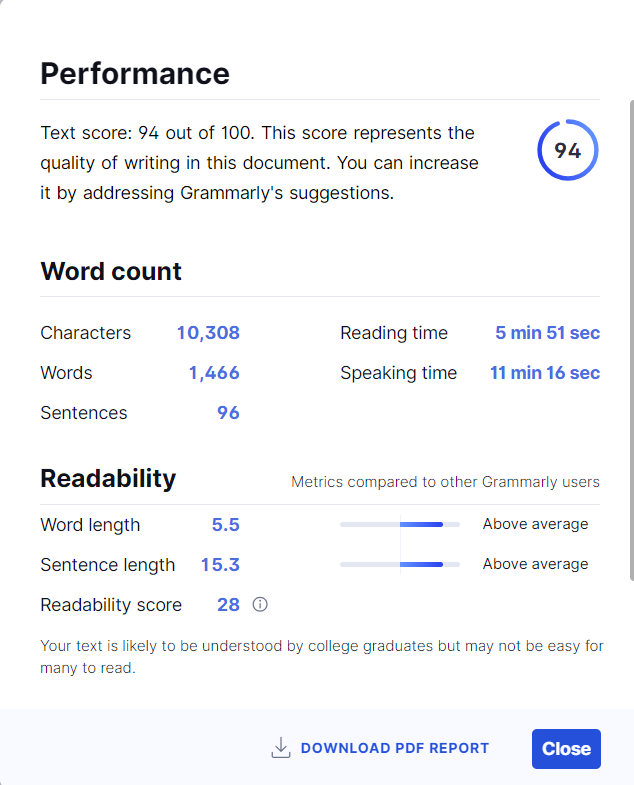 Performance
Text score: 94 out of 100. This score represents the
quality of writing in this document. You can increase
it by addressing Grammarly's suggestions.
94
Word count
Characters 10,308 Reading time 5 min 51 sec
Words 1,466 Speaking time 11 min 16 sec
Sentences 96
Readability Metrics compared to other Grammarly users
Word length 5.5 Above average
Sentence length 15.3 Above average
Readability score 28
Your text is likely to be understood by college graduates but may not be easy for
many to read.
DOWNLOAD PDF REPORT Close